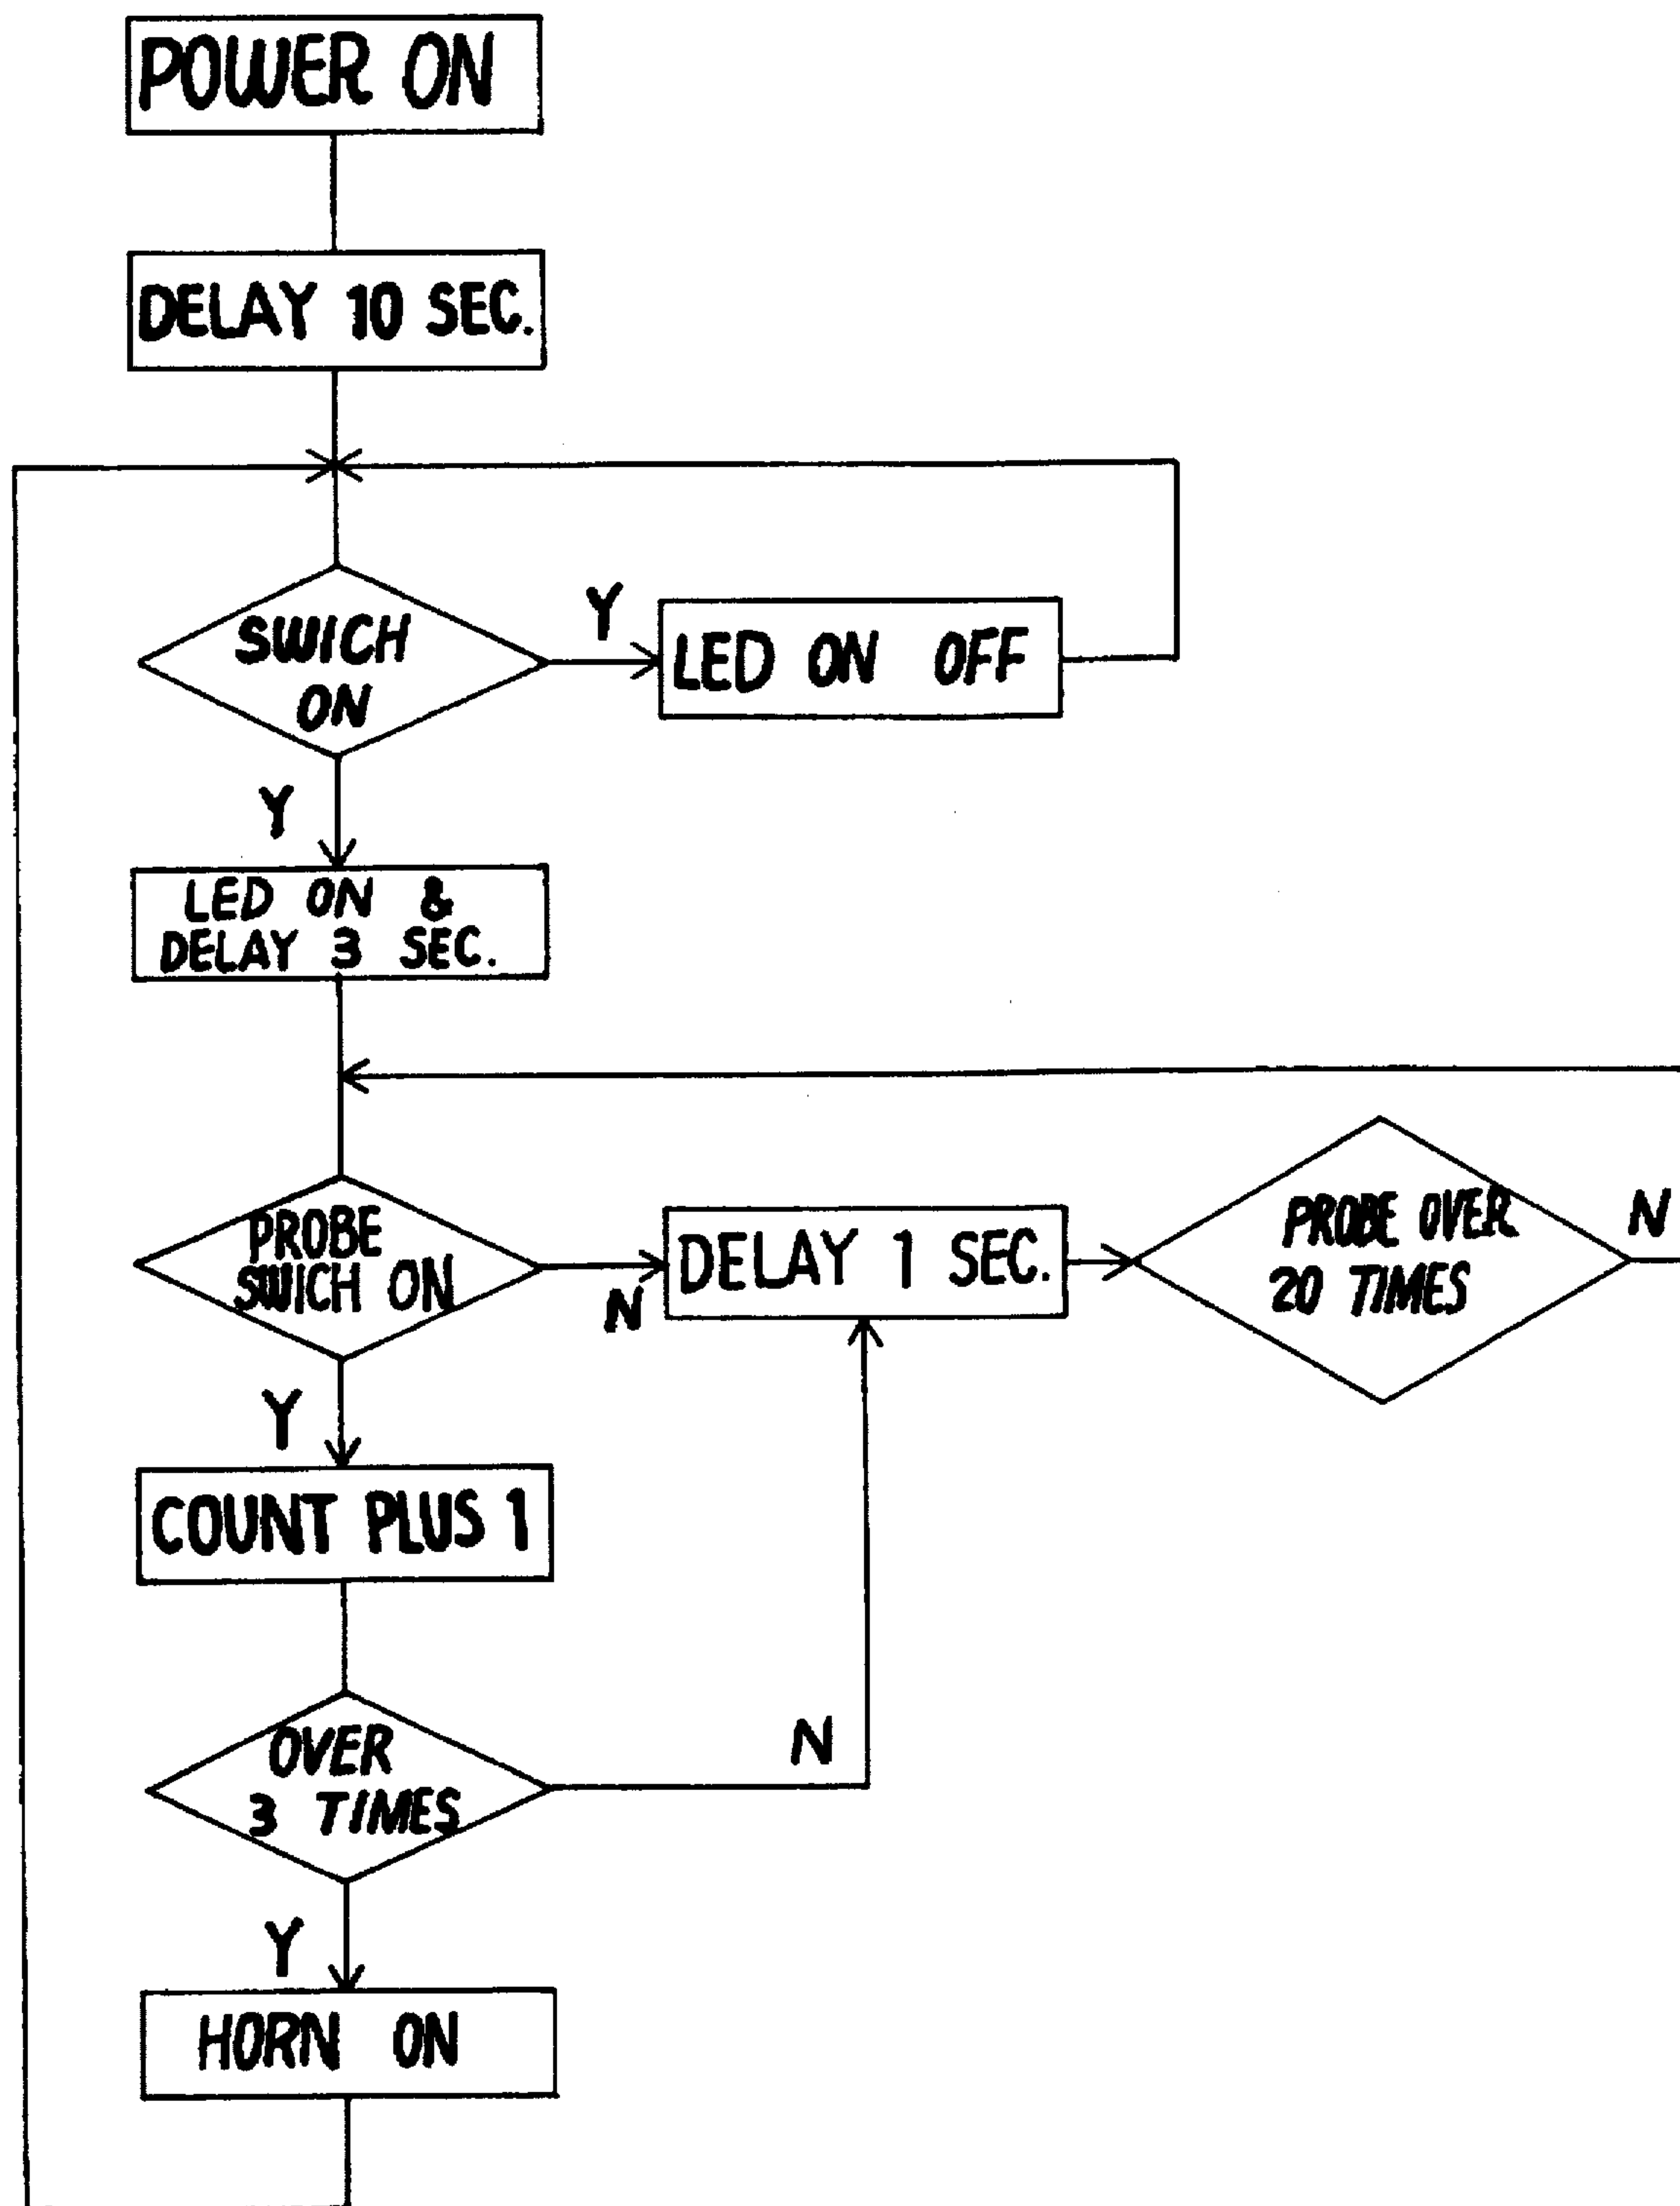 POWER ON
DELAY 10 SEC.
SWICH
ON
Y
LED ON OFF
Y
LED ON &
DELAY 3 SEC.
PROBE
SWICH ON
N
DELAY 1 SEC.
PROBE OVER
20 TIMES
N
Y
COUNT PLUS 1
OVER
3 TIMES
N
Y
HORN ON